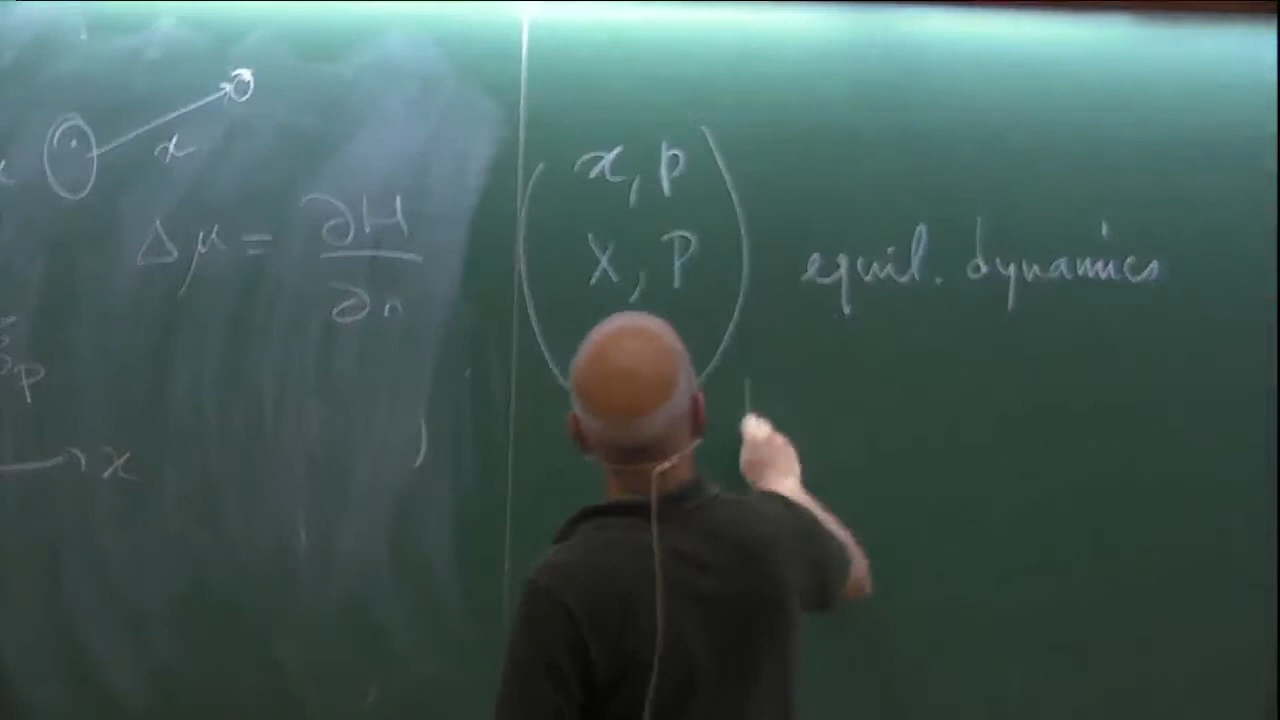 x
Δμ = ∂H / ∂n
p
x
x, p
X, P
equil. dynamics